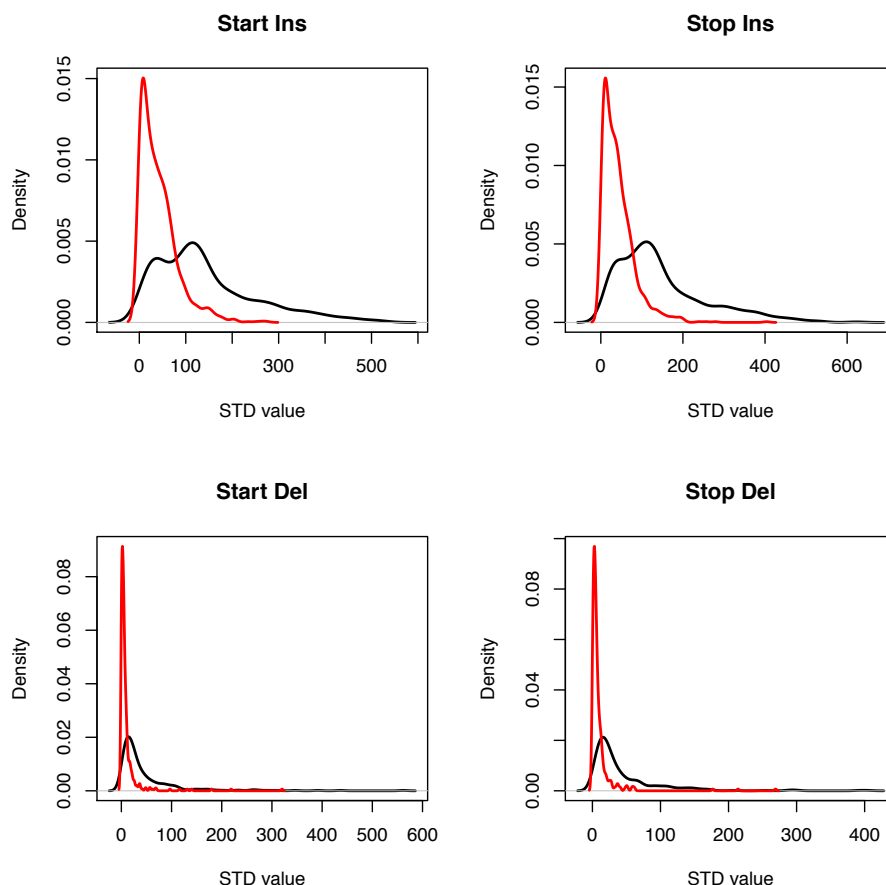 Start Ins
Density
0.000 0.005 0.010 0.015
0 100 300 500
STD value
Stop Ins
Density
0.000 0.005 0.010 0.015
0 200 400 600
STD value
Start Del
Density
0.00 0.02 0.04 0.06 0.08
0 100 200 300 400 500 600
STD value
Stop Del
Density
0.00 0.04 0.08
0 100 200 300 400
STD value